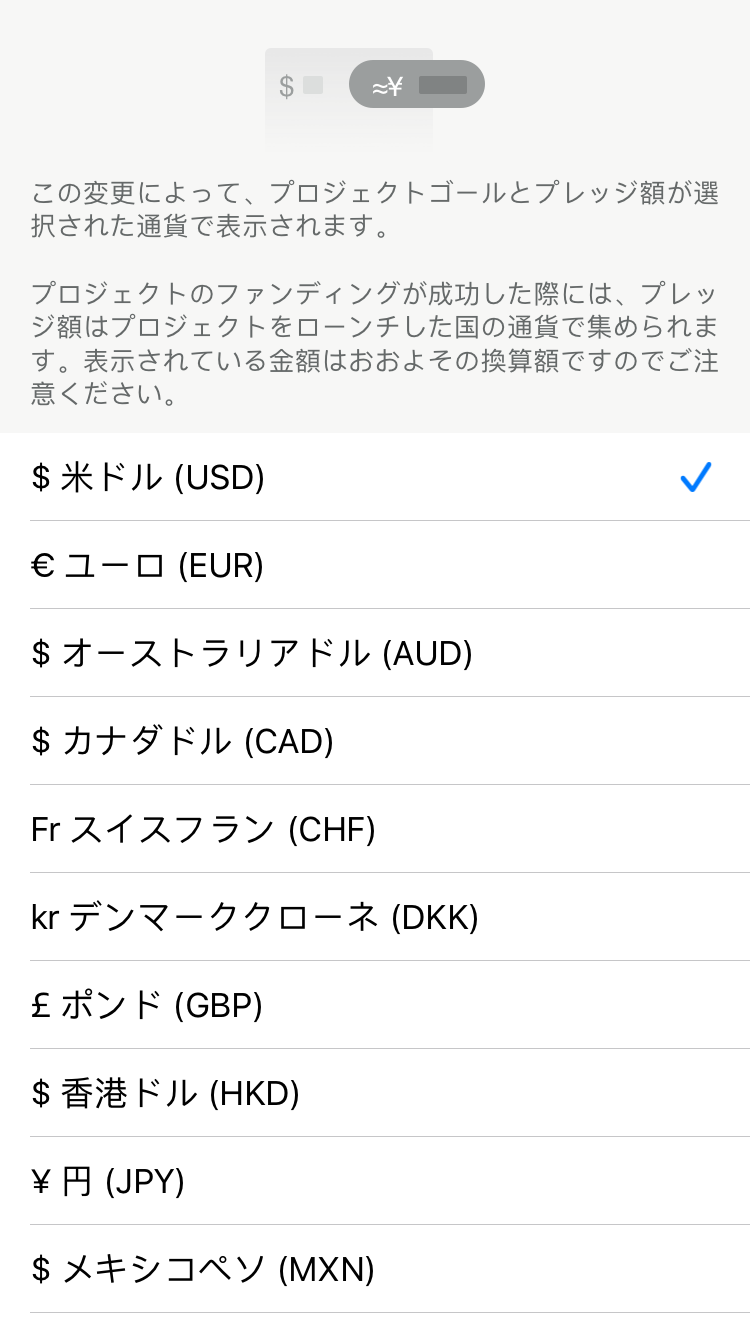 $ ≈¥
この変更によって、プロジェクトゴールとプレッジ額が選
択された通貨で表示されます。
プロジェクトのファンディングが成功した際には、プレッ
ジ額はプロジェクトをローンチした国の通貨で集められま
す。表示されている金額はおおよその換算額ですのでご注
意ください。
$ 米ドル (USD)
€ ユーロ (EUR)
$ オーストラリアドル (AUD)
$ カナダドル (CAD)
Fr スイスフラン (CHF)
kr デンマーククローネ (DKK)
£ ポンド (GBP)
$ 香港ドル (HKD)
¥ 円 (JPY)
$ メキシコペソ (MXN)